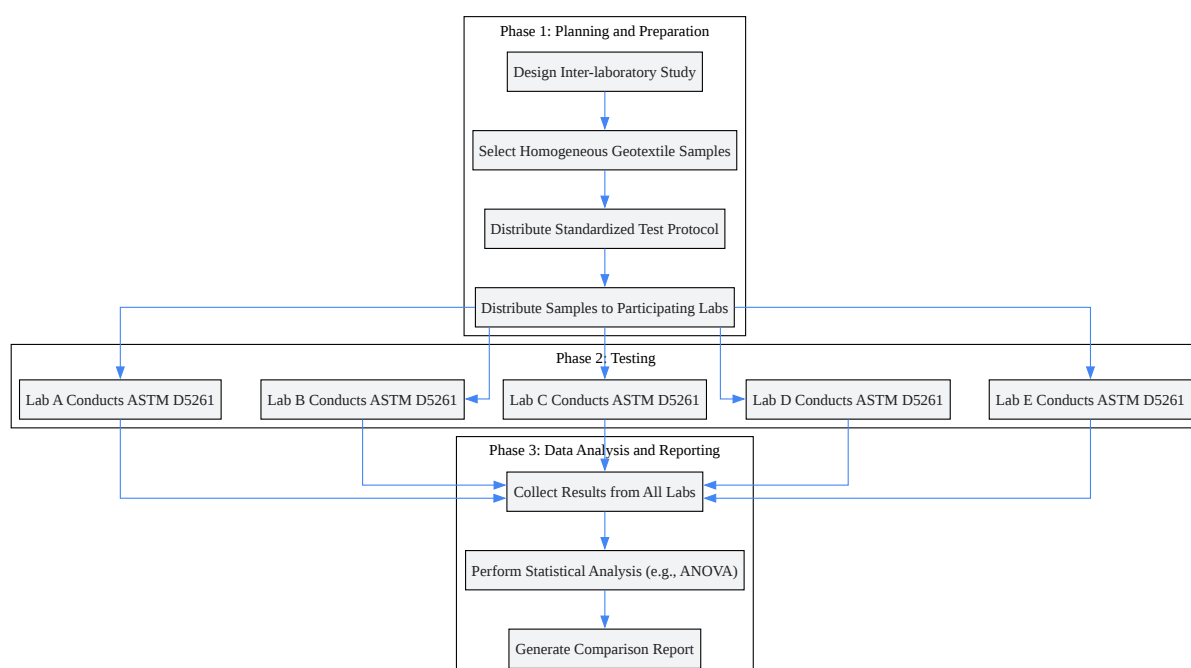 Phase 1: Planning and Preparation
Design Inter-laboratory Study
Select Homogeneous Geotextile Samples
Distribute Standardized Test Protocol
Distribute Samples to Participating Labs
Phase 2: Testing
Lab A Conducts ASTM D5261
Lab B Conducts ASTM D5261
Lab C Conducts ASTM D5261
Lab D Conducts ASTM D5261
Lab E Conducts ASTM D5261
Phase 3: Data Analysis and Reporting
Collect Results from All Labs
Perform Statistical Analysis (e.g., ANOVA)
Generate Comparison Report